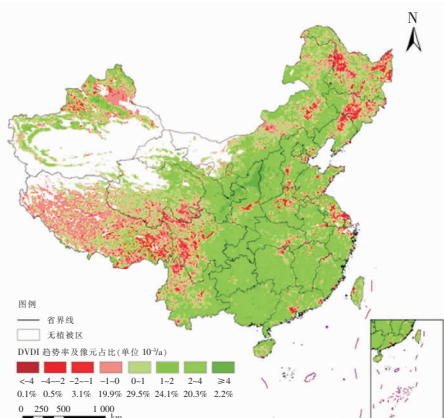 N
图例
省界线
无植被区
DVDI 趋势率及像元占比(单位 10⁻³/a)
<-4 -4~-2 -2~-1 -1~0 0~1 1~2 2~4 ≥4
0.1% 0.5% 3.1% 19.9% 29.5% 24.1% 20.3% 2.2%
0 250 500 1 000
km